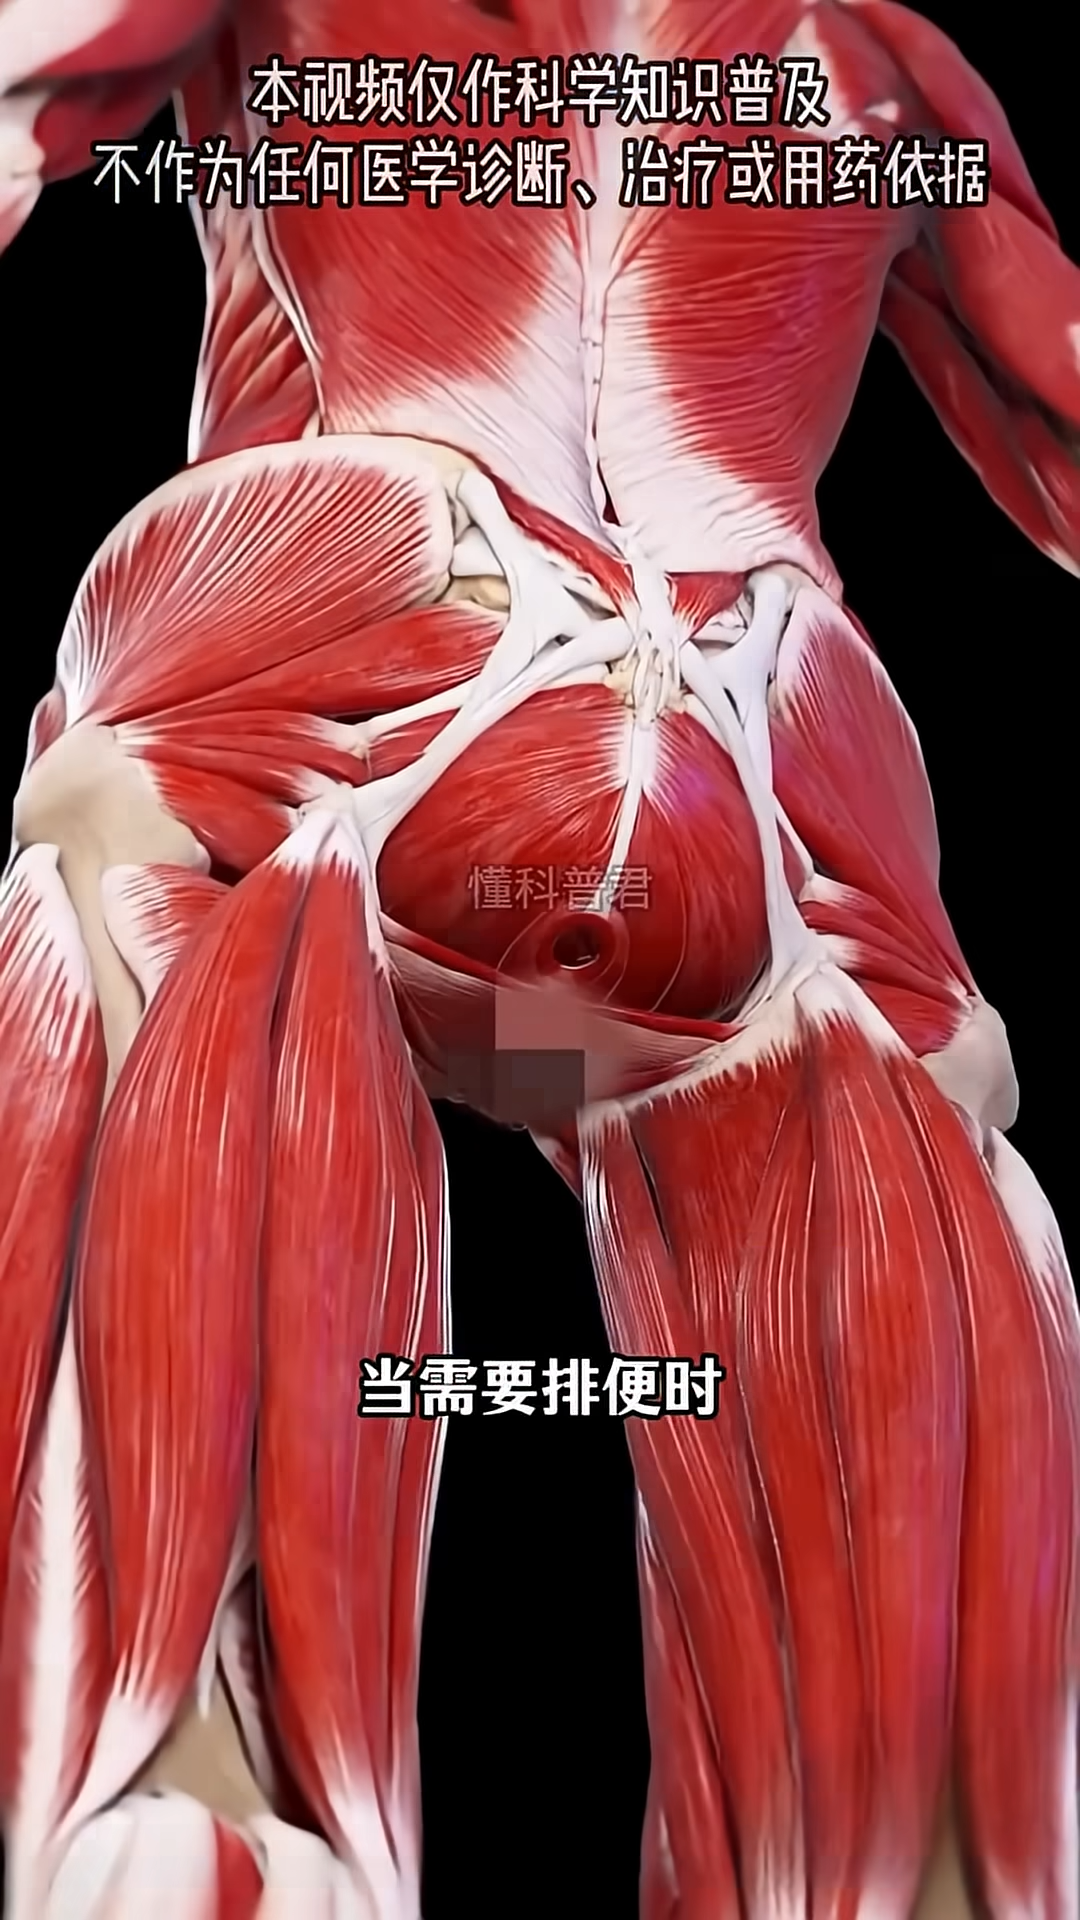 本视频仅作科学知识普及
不作为任何医学诊断、治疗或用药依据
懂科普君
当需要排便时